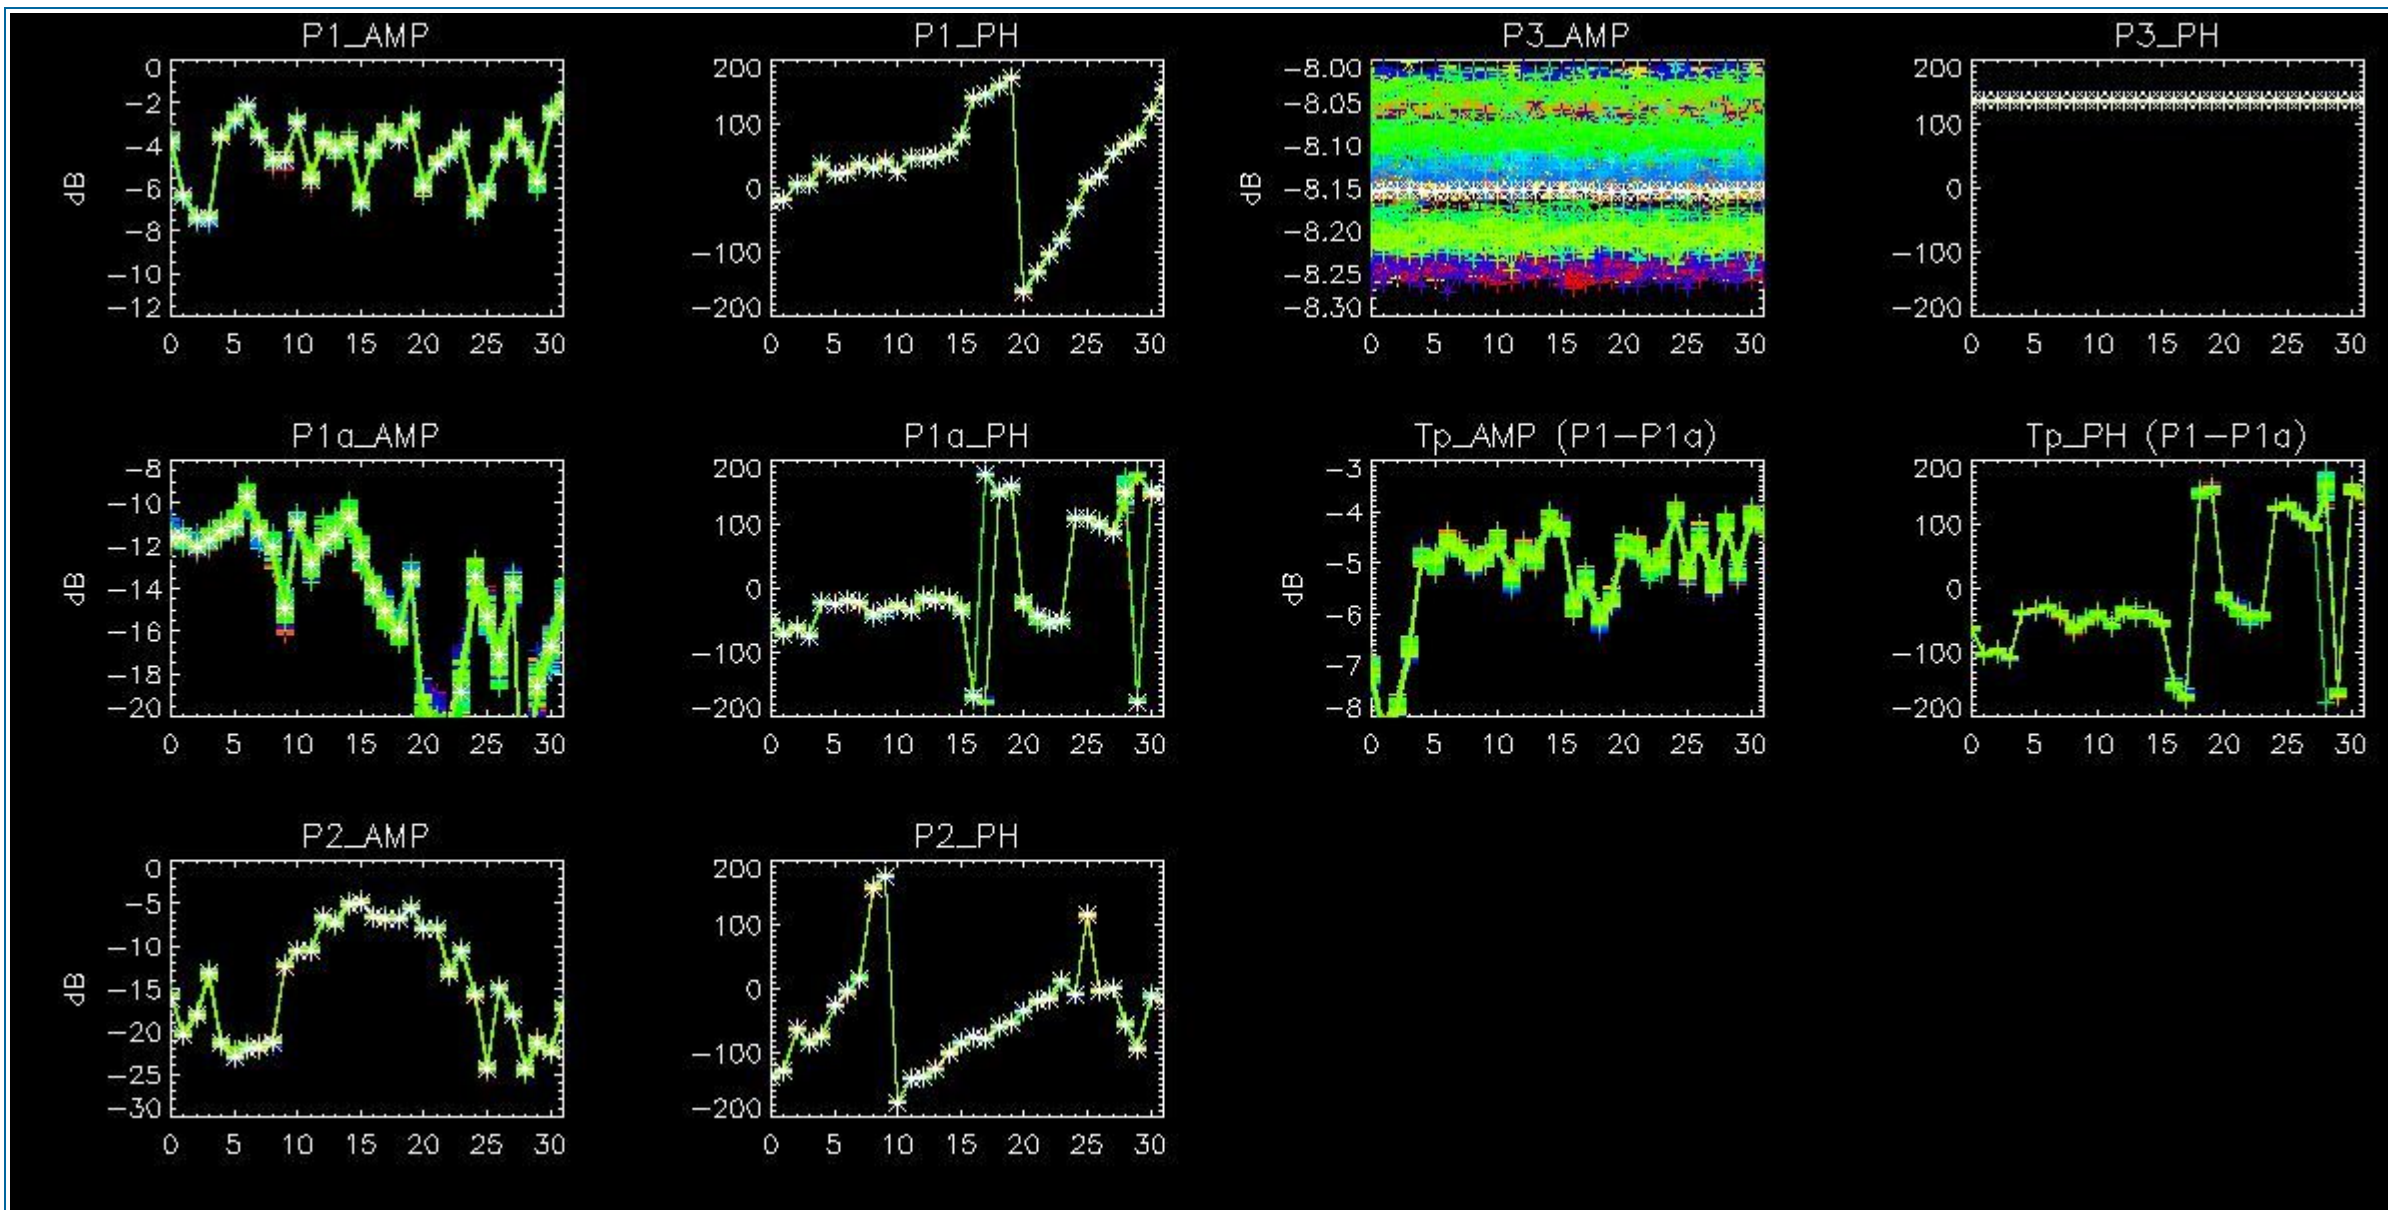 P1_AMP P1_PH P3_AMP P3_PH
0 200 -8.00 200
-2 -8.05
100 100
-4 -8.10
dB -6 0 dB -8.15 0
-8 -8.20
-100 -100
-10 -8.25
-12 -200 -8.30 -200
0 5 10 15 20 25 30 0 5 10 15 20 25 30 0 5 10 15 20 25 30 0 5 10 15 20 25 30
P1a_AMP P1a_PH Tp_AMP (P1-P1a) Tp_PH (P1-P1a)
-8 200 -3 200
-10
100 -4 100
-12
dB -14 0 dB -5 0
-16 -6
-100 -100
-18 -7
-20 -200 -8 -200
0 5 10 15 20 25 30 0 5 10 15 20 25 30 0 5 10 15 20 25 30 0 5 10 15 20 25 30
P2_AMP P2_PH
0 200
-5
100
-10
dB -15 0
-20
-100
-25
-30 -200
0 5 10 15 20 25 30 0 5 10 15 20 25 30